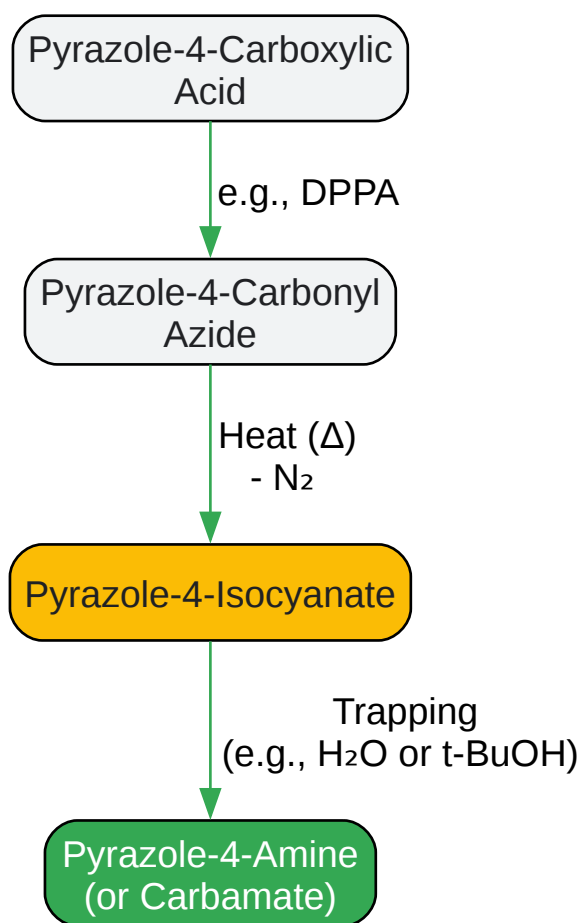 Pyrazole-4-Carboxylic
Acid
e.g., DPPA
Pyrazole-4-Carbonyl
Azide
Heat (Δ)
- N₂
Pyrazole-4-Isocyanate
Trapping
(e.g., H₂O or t-BuOH)
Pyrazole-4-Amine
(or Carbamate)